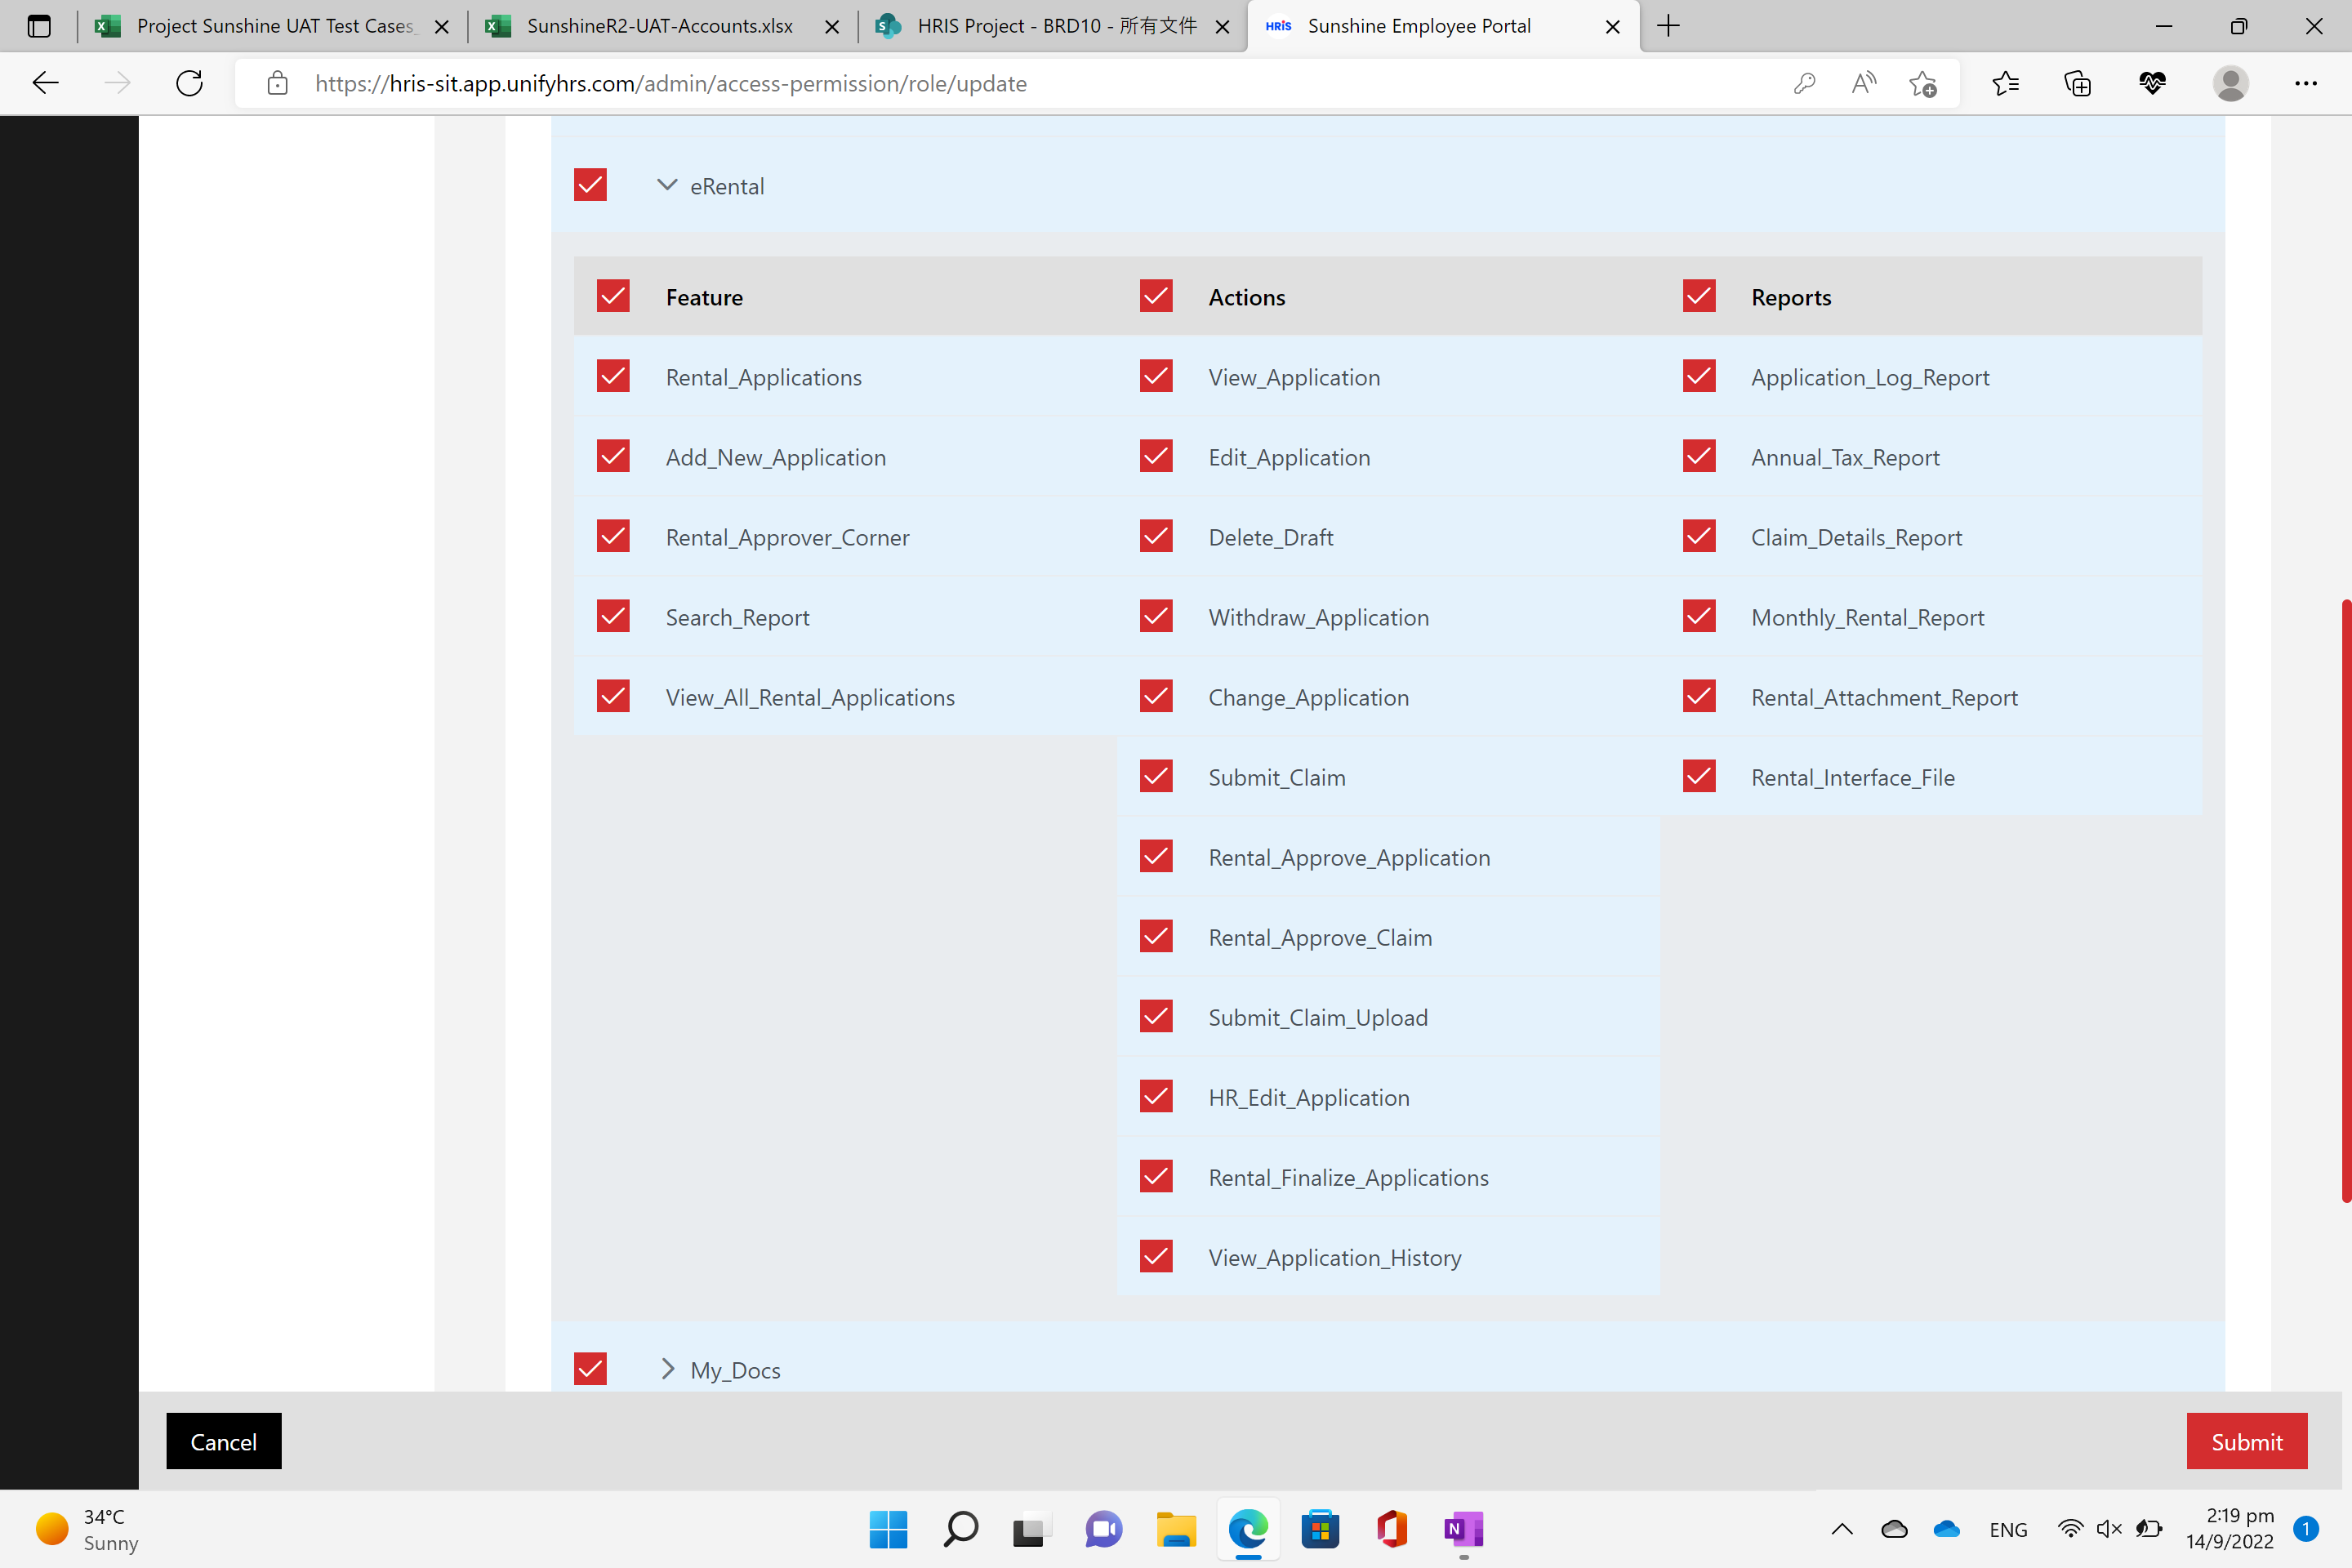 Project Sunshine UAT Test Cases_
SunshineR2-UAT-Accounts.xlsx
HRIS Project - BRD10 - 所有文件
HRIS
Sunshine Employee Portal
https://hris-sit.app.unifyhrs.com/admin/access-permission/role/update
eRental
Feature Actions Reports
Rental_Applications View_Application Application_Log_Report
Add_New_Application Edit_Application Annual_Tax_Report
Rental_Approver_Corner Delete_Draft Claim_Details_Report
Search_Report Withdraw_Application Monthly_Rental_Report
View_All_Rental_Applications Change_Application Rental_Attachment_Report
Submit_Claim Rental_Interface_File
Rental_Approve_Application
Rental_Approve_Claim
Submit_Claim_Upload
HR_Edit_Application
Rental_Finalize_Applications
View_Application_History
My_Docs
Cancel Submit
34°C
Sunny
ENG
2:19 pm
14/9/2022
1